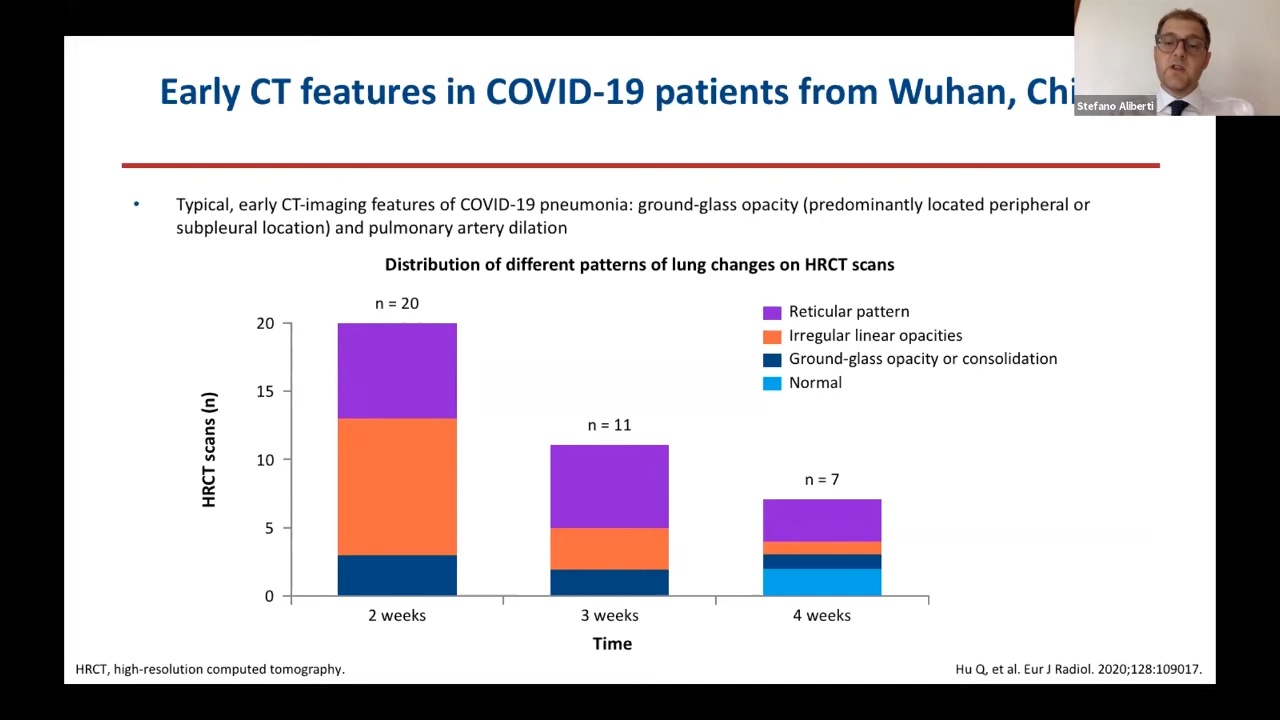 Early CT features in COVID-19 patients from Wuhan, Chi
Stefano Aliberti
• Typical, early CT-imaging features of COVID-19 pneumonia: ground-glass opacity (predominantly located peripheral or
subpleural location) and pulmonary artery dilation
Distribution of different patterns of lung changes on HRCT scans
n = 20
n = 11
n = 7
Reticular pattern
Irregular linear opacities
Ground-glass opacity or consolidation
Normal
HRCT scans (n)
20
15
10
5
0
2 weeks
3 weeks
4 weeks
Time
HRCT, high-resolution computed tomography.
Hu Q, et al. Eur J Radiol. 2020;128:109017.